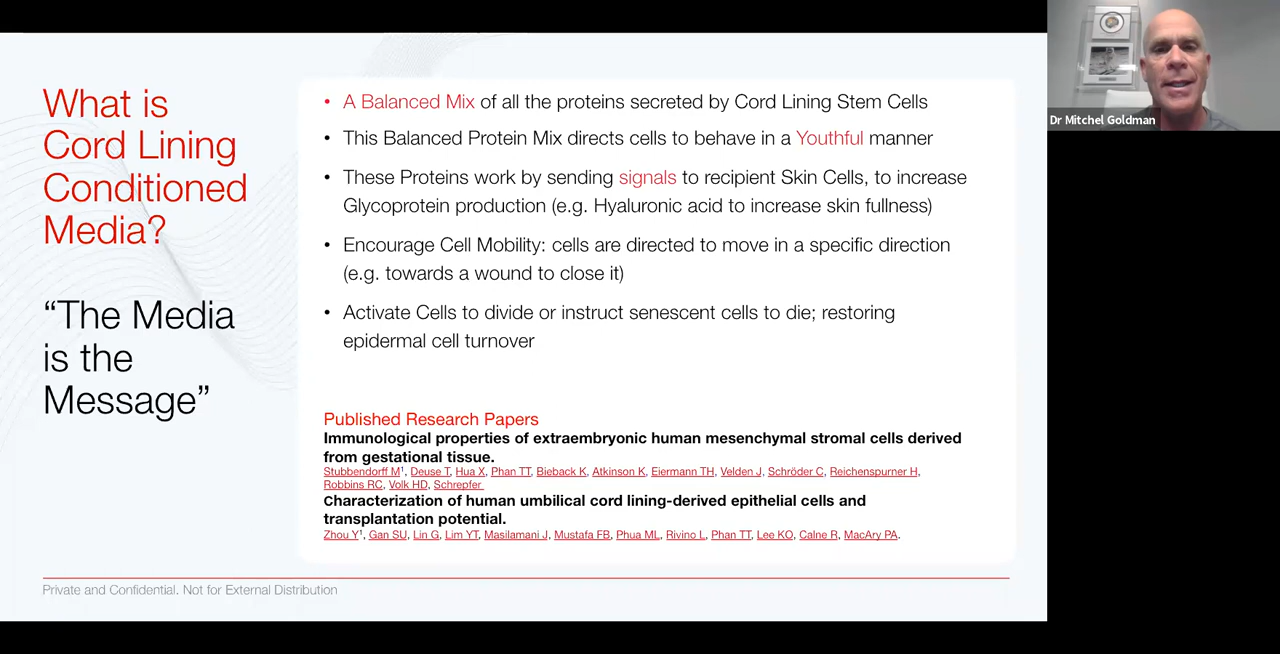 What is
Cord Lining
Conditioned
Media?
“The Media
is the
Message”
• A Balanced Mix of all the proteins secreted by Cord Lining Stem Cells
• This Balanced Protein Mix directs cells to behave in a Youthful manner
• These Proteins work by sending signals to recipient Skin Cells, to increase
Glycoprotein production (e.g. Hyaluronic acid to increase skin fullness)
• Encourage Cell Mobility: cells are directed to move in a specific direction
(e.g. towards a wound to close it)
• Activate Cells to divide or instruct senescent cells to die; restoring
epidermal cell turnover
Published Research Papers
Immunological properties of extraembryonic human mesenchymal stromal cells derived
from gestational tissue.
Stubbendorff M¹, Deuse T, Hua X, Phan TT, Bieback K, Atkinson K, Eiermann TH, Velden J, Schröder C, Reichenspurner H,
Robbins RC, Volk HD, Schrepfer
Characterization of human umbilical cord lining-derived epithelial cells and
transplantation potential.
Zhou Y¹, Gan SU, Lin G, Lim YT, Masilamani J, Mustafa FB, Phua ML, Rivino L, Phan TT, Lee KO, Calne R, MacAry PA.
Private and Confidential. Not for External Distribution
Dr Mitchel Goldman